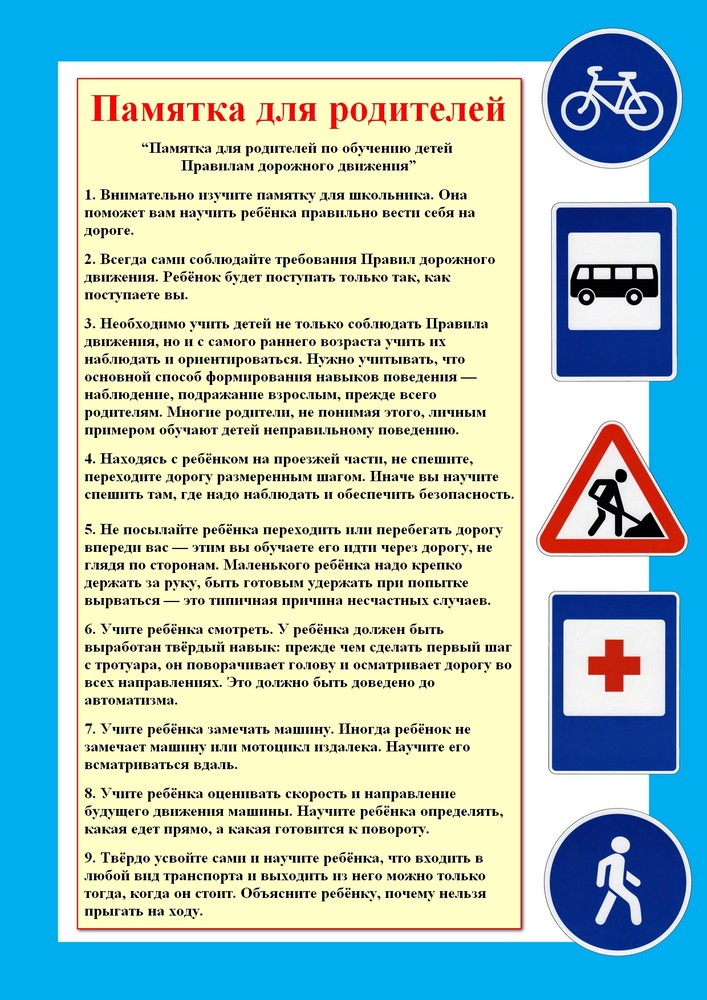 Памятка для родителей
“Памятка для родителей по обучению детей
Правилам дорожного движения”
1. Внимательно изучите памятку для школьника. Она
поможет вам научить ребёнка правильно вести себя на
дороге.
2. Всегда сами соблюдайте требования Правил дорожного
движения. Ребёнок будет поступать только так, как
поступаете вы.
3. Необходимо учить детей не только соблюдать Правила
движения, но и с самого раннего возраста учить их
наблюдать и ориентироваться. Нужно учитывать, что
основной способ формирования навыков поведения —
наблюдение, подражание взрослым, прежде всего
родителям. Многие родители, не понимая этого, личным
примером обучают детей неправильному поведению.
4. Находясь с ребёнком на проезжей части, не спешите,
переходите дорогу размеренным шагом. Иначе вы научите
спешить там, где надо наблюдать и обеспечить безопасность.
5. Не посылайте ребёнка переходить или перебегать дорогу
впереди вас — этим вы обучаете его идти через дорогу, не
глядя по сторонам. Маленького ребёнка надо крепко
держать за руку, быть готовым удержать при попытке
вырваться — это типичная причина несчастных случаев.
6. Учите ребёнка смотреть. У ребёнка должен быть
выработан твёрдый навык: прежде чем сделать первый шаг
с тротуара, он поворачивает голову и осматривает дорогу во
всех направлениях. Это должно быть доведено до
автоматизма.
7. Учите ребёнка замечать машину. Иногда ребёнок не
замечает машину или мотоцикл издалека. Научите его
всматриваться вдаль.
8. Учите ребёнка оценивать скорость и направление
будущего движения машины. Научите ребёнка определять,
какая едет прямо, а какая готовится к повороту.
9. Твёрдо усвойте сами и научите ребёнка, что входить в
любой вид транспорта и выходить из него можно только
тогда, когда он стоит. Объясните ребёнку, почему нельзя
прыгать на ходу.